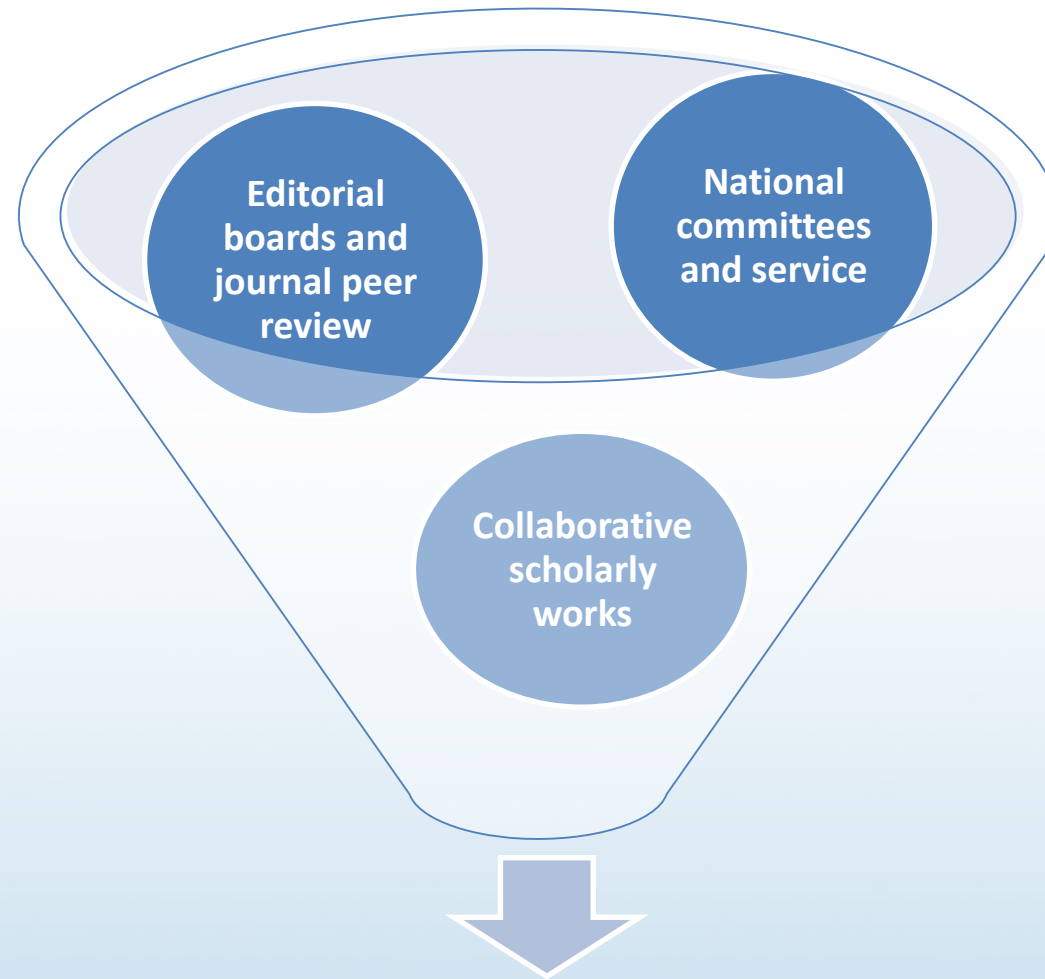 Editorial
boards and
journal peer
review
National
committees
and service
Collaborative
scholarly
works